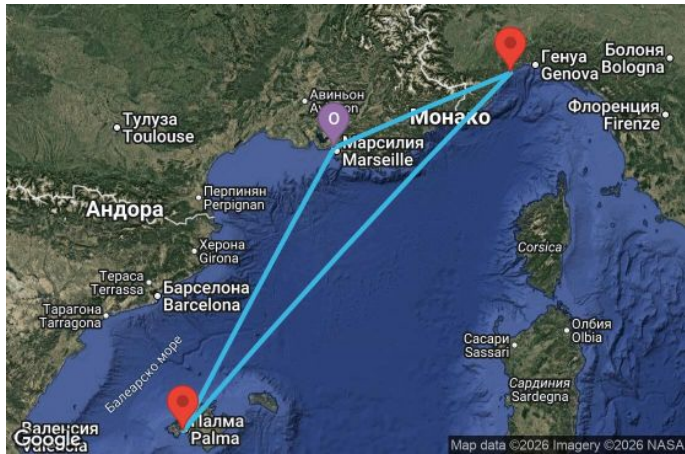 Генуа
Genova
Болоня
Bologna
Авиньон
Тулуза
Toulouse
O
Монако
Флоренция
Firenze
Марсилия
Marseille
Перпинян
Perpignan
Андора
Херона
Girona
Corsica
Тераса
Terrassa
Барселона
Barcelona
Тарагона
Tarragona
Олбия
Olbia
Сасари
Sassari
Балеарско море
Сардиния
Sardegna
Палма
Palma
Валенсия
Google
Map data ©2026 Imagery ©2026 NASA